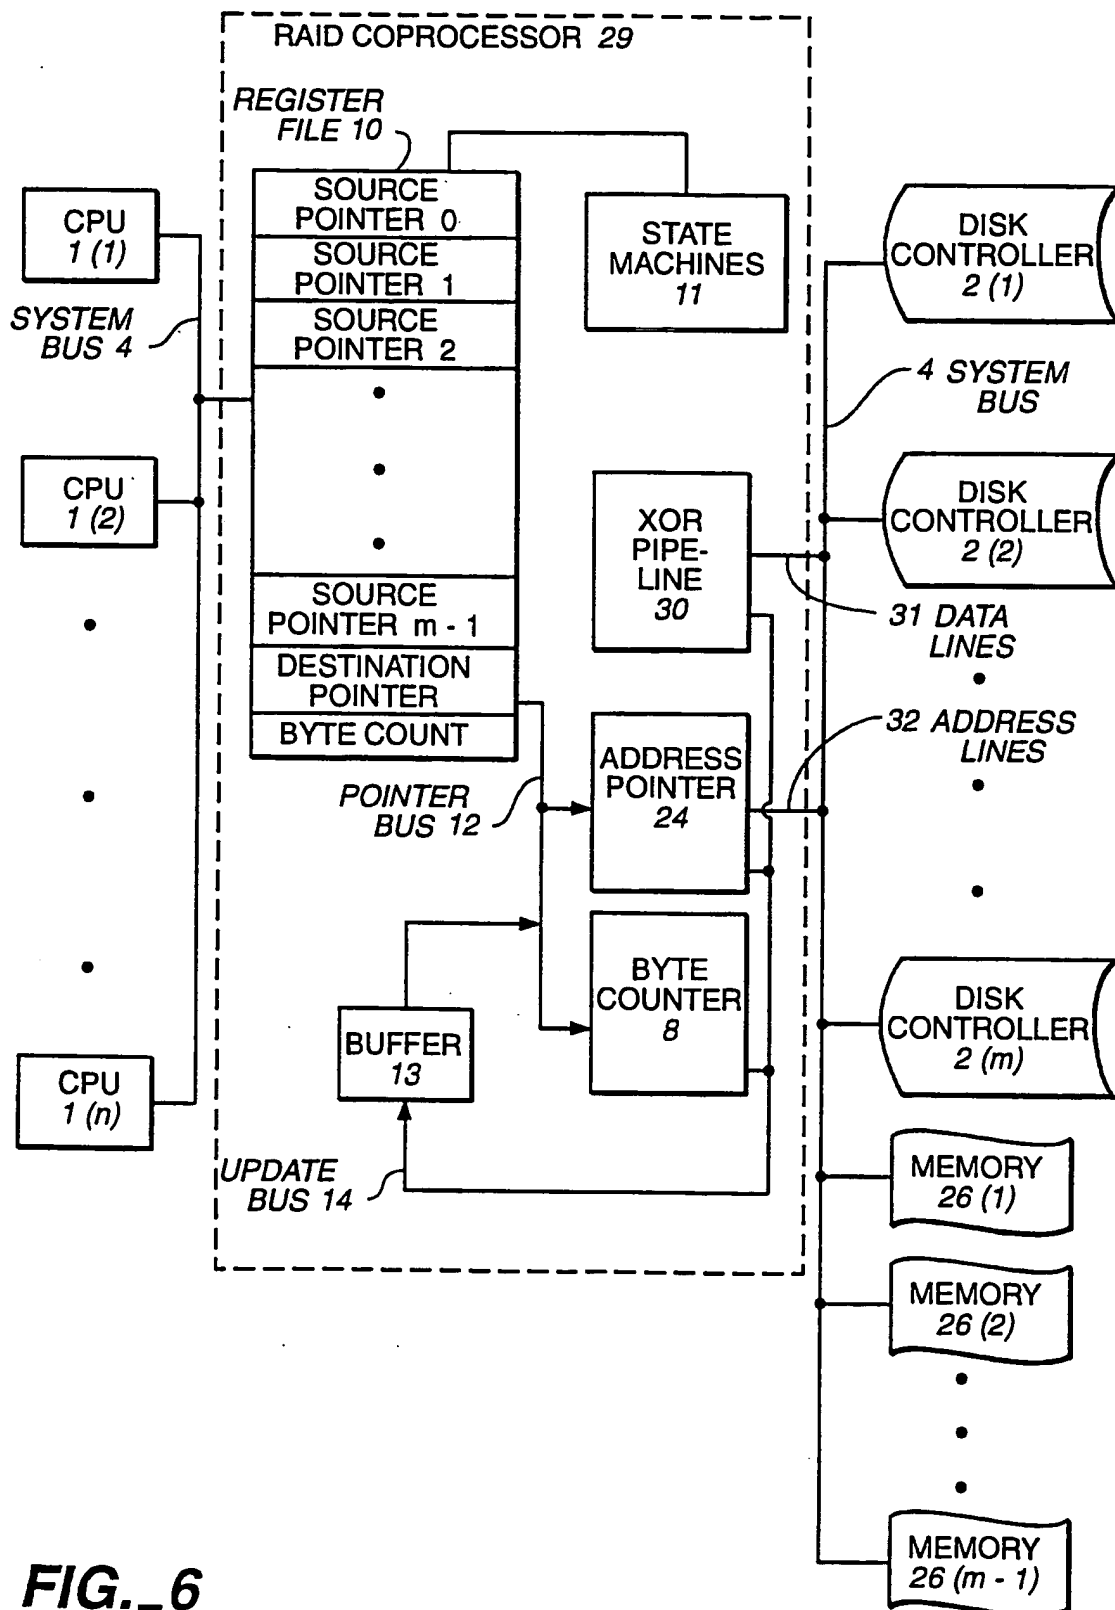 RAID COPROCESSOR 29
REGISTER
FILE 10
SOURCE
POINTER 0
SOURCE
POINTER 1
SOURCE
POINTER 2
SOURCE
POINTER m - 1
DESTINATION
POINTER
BYTE COUNT
STATE
MACHINES
11
CPU
1 (1)
SYSTEM
BUS 4
CPU
1 (2)
CPU
1 (n)
XOR
PIPE-
LINE
30
POINTER
BUS 12
ADDRESS
POINTER
24
BYTE
COUNTER
8
BUFFER
13
UPDATE
BUS 14
DISK
CONTROLLER
2 (1)
4 SYSTEM
BUS
DISK
CONTROLLER
2 (2)
31 DATA
LINES
32 ADDRESS
LINES
DISK
CONTROLLER
2 (m)
MEMORY
26 (1)
MEMORY
26 (2)
MEMORY
26 (m - 1)
FIG._6